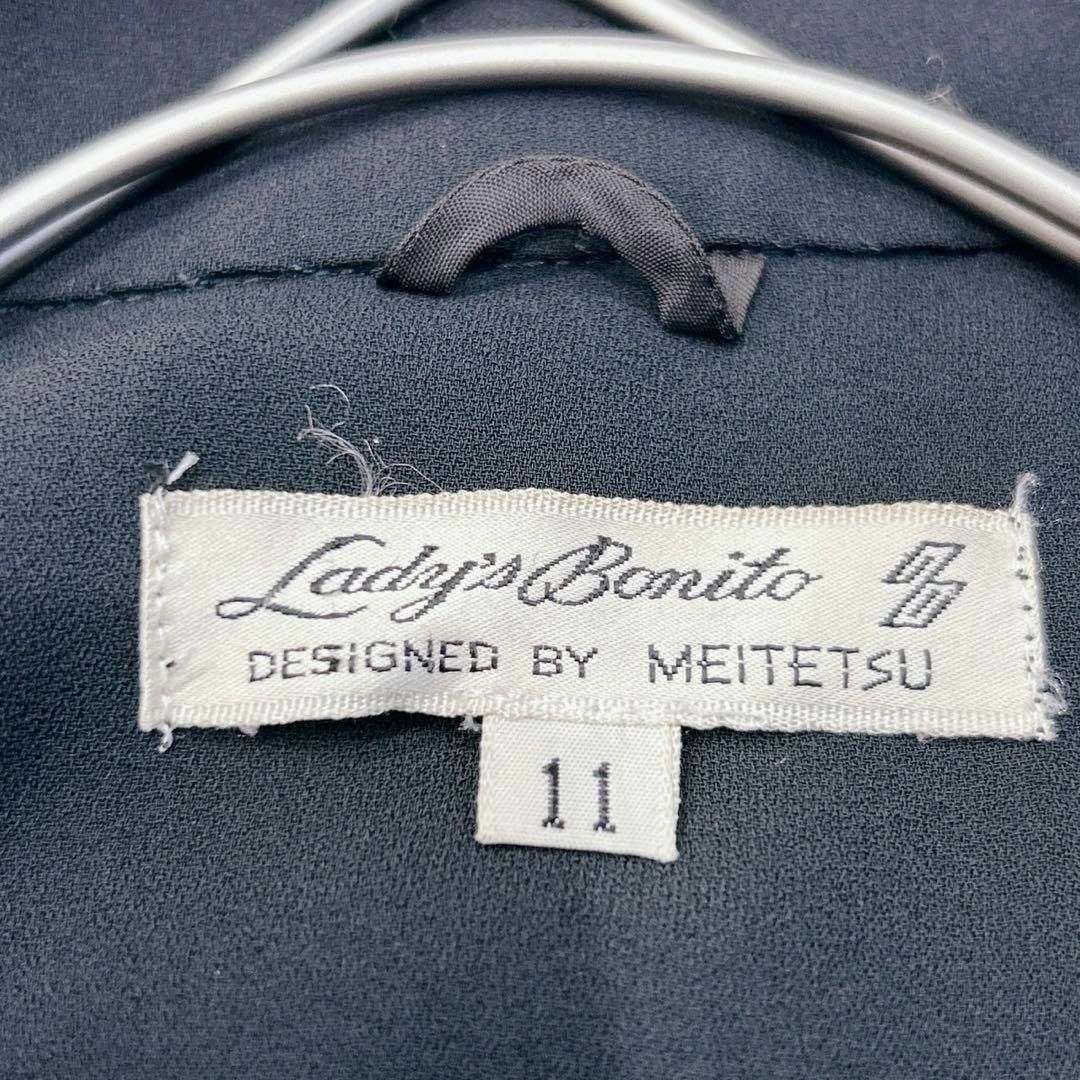 Lady's Bonito
DESIGNED BY MEITETSU
11